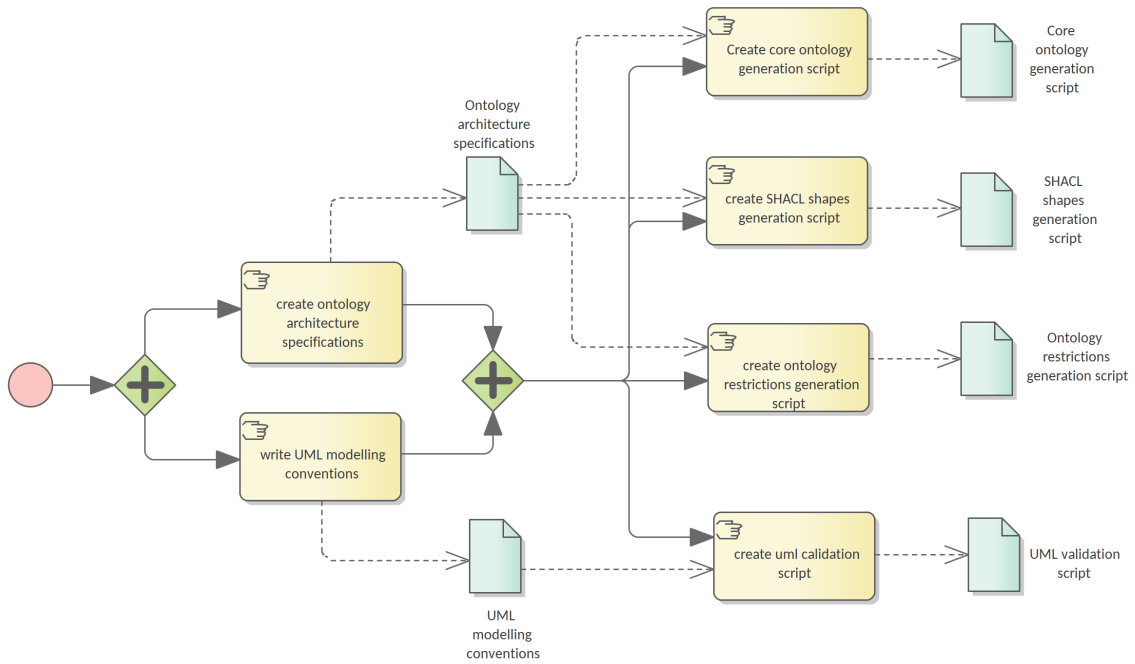 Create core ontology
generation script
Core
ontology
generation
script
Ontology
architecture
specifications
create SHACL shapes
generation script
SHACL
shapes
generation
script
create ontology
architecture
specifications
create ontology
restrictions generation
script
Ontology
restrictions
generation script
write UML modelling
conventions
create uml calidation
script
UML validation
script
UML
modelling
conventions